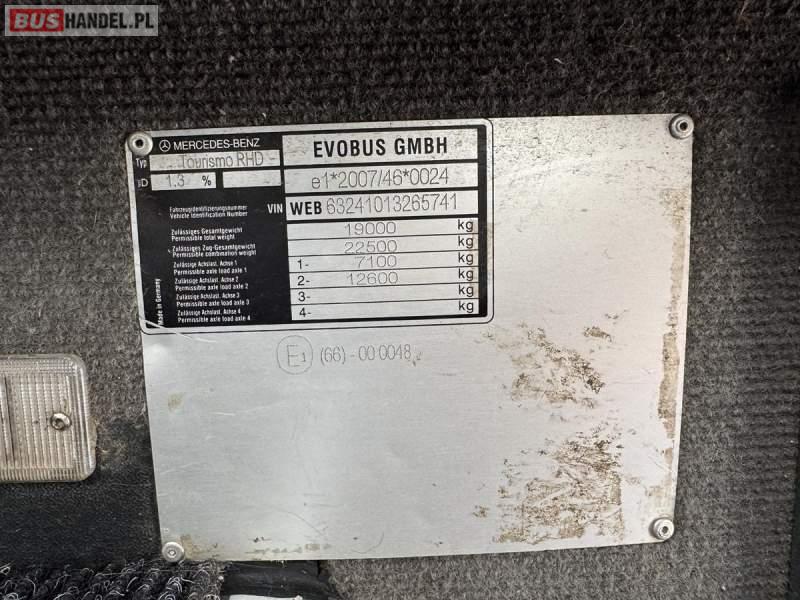 BUSHANDEL.PL
MERCEDES-BENZ
EVOBUS GMBH
Typ Tourismo RHD
1.3 %
e1*2007/46*0024
Fahrzeugidentifizierungsnummer
Vehicle Identification Number
VIN WEB 63241013265741
Zulässiges Gesamtgewicht
Permissible total weight
19000 kg
Zulässiges Zug-Gesamtgewicht
Permissible combination weight
22500 kg
Zulässige Achslast. Achse 1
Permissible axle load axle 1
1- 7100 kg
Zulässige Achslast. Achse 2
Permissible axle load axle 2
2- 12600 kg
Zulässige Achslast. Achse 3
Permissible axle load axle 3
3- kg
Zulässige Achslast. Achse 4
Permissible axle load axle 4
4- kg
Made in Germany
E1 (66) - 00 0048